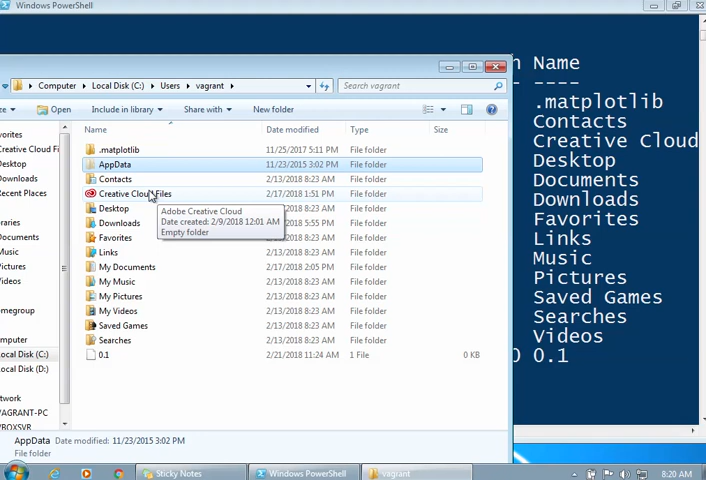 Windows PowerShell
Computer ▸ Local Disk (C:) ▸ Users ▸ vagrant ▸
Search vagrant
Open
Include in library
Share with
New folder
Name
Date modified
Type
Size
.matplotlib 11/25/2017 5:11 PM File folder
AppData 11/23/2015 3:02 PM File folder
Contacts 2/13/2018 8:23 AM File folder
Creative Cloud Files 2/17/2018 1:51 PM File folder
Desktop 2/13/2018 8:23 AM File folder
Downloads 2/18/2018 5:55 PM File folder
Favorites 2/13/2018 8:23 AM File folder
Links 2/13/2018 8:23 AM File folder
My Documents 2/17/2018 2:05 PM File folder
My Music 2/13/2018 8:23 AM File folder
My Pictures 2/13/2018 8:23 AM File folder
My Videos 2/13/2018 8:23 AM File folder
Saved Games 2/13/2018 8:23 AM File folder
Searches 2/13/2018 8:23 AM File folder
0.1 2/21/2018 11:24 AM 1 File 0 KB
Adobe Creative Cloud
Date created: 2/9/2018 12:01 AM
Empty folder
avorites
Creative Cloud Fi
Desktop
Downloads
Recent Places
braries
Documents
Music
Pictures
Videos
omegroup
omputer
Local Disk (C:)
Local Disk (D:)
etwork
VAGRANT-PC
VBOXSVR
AppData Date modified: 11/23/2015 3:02 PM
File folder
h Name
- ----
.matplotlib
Contacts
Creative Cloud
Desktop
Documents
Downloads
Favorites
Links
Music
Pictures
Saved Games
Searches
Videos
0 0.1
Sticky Notes
Windows PowerShell
vagrant
8:20 AM